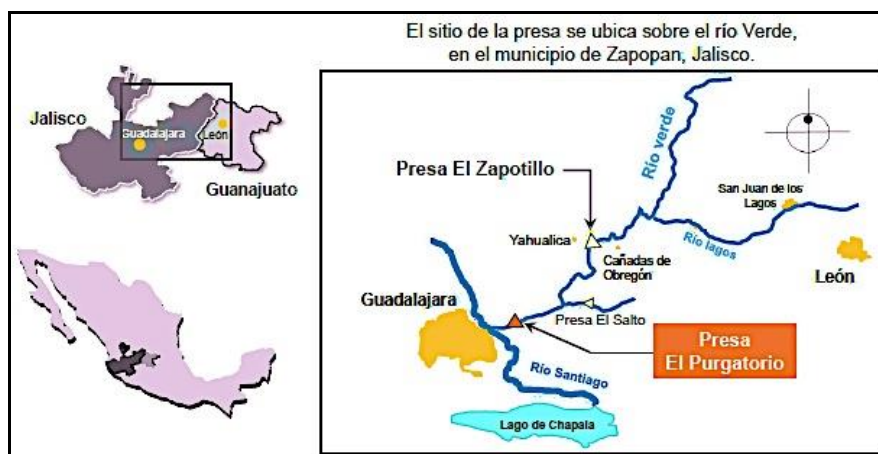 El sitio de la presa se ubica sobre el río Verde,
en el municipio de Zapopan, Jalisco.
Jalisco
Guadalajara
León
Guanajuato
Río verde
Presa El Zapotillo
San Juan de los
Lagos
Yahualica
Río lagos
Cañadas de
Obregón
León
Guadalajara
Presa El Salto
Presa
El Purgatorio
Río Santiago
Lago de Chapala